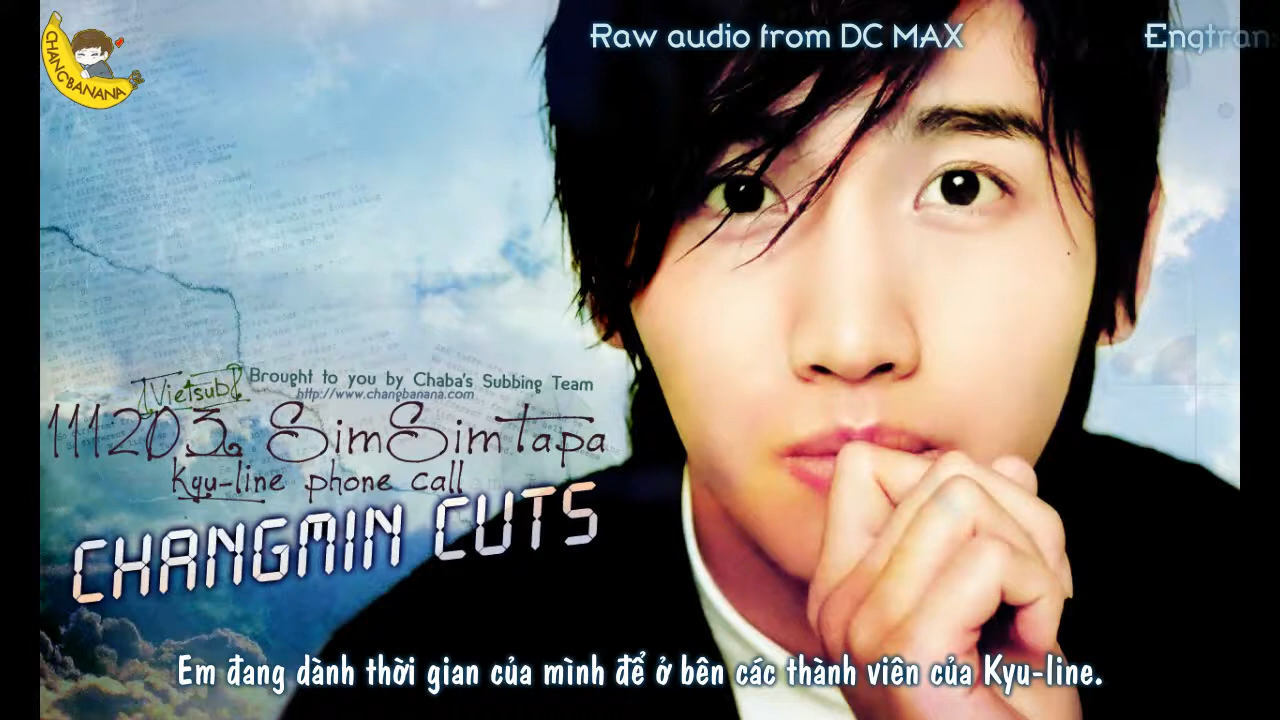 CHANGBANANA
Raw audio from DC MAX
Engtrans
[Vietsub]
Brought to you by Chaba's Subbing Team
http://www.changbanana.com
111203 SimSimTapa
Kyu-line phone call
CHANGMIN CUTS
Em đang dành thời gian của mình để ở bên các thành viên của Kyu-line.